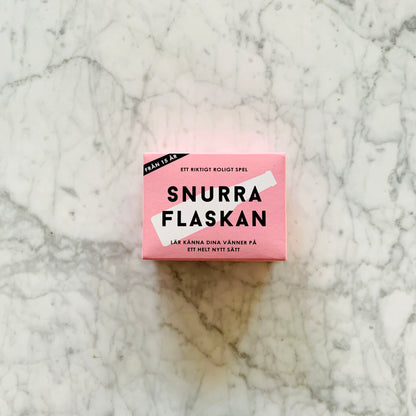 FRÅN 15 ÅR
ETT RIKTIGT ROLIGT SPEL
SNURRA
FLASKAN
LÄR KÄNNA DINA VÄNNER PÅ
ETT HELT NYTT SÄTT